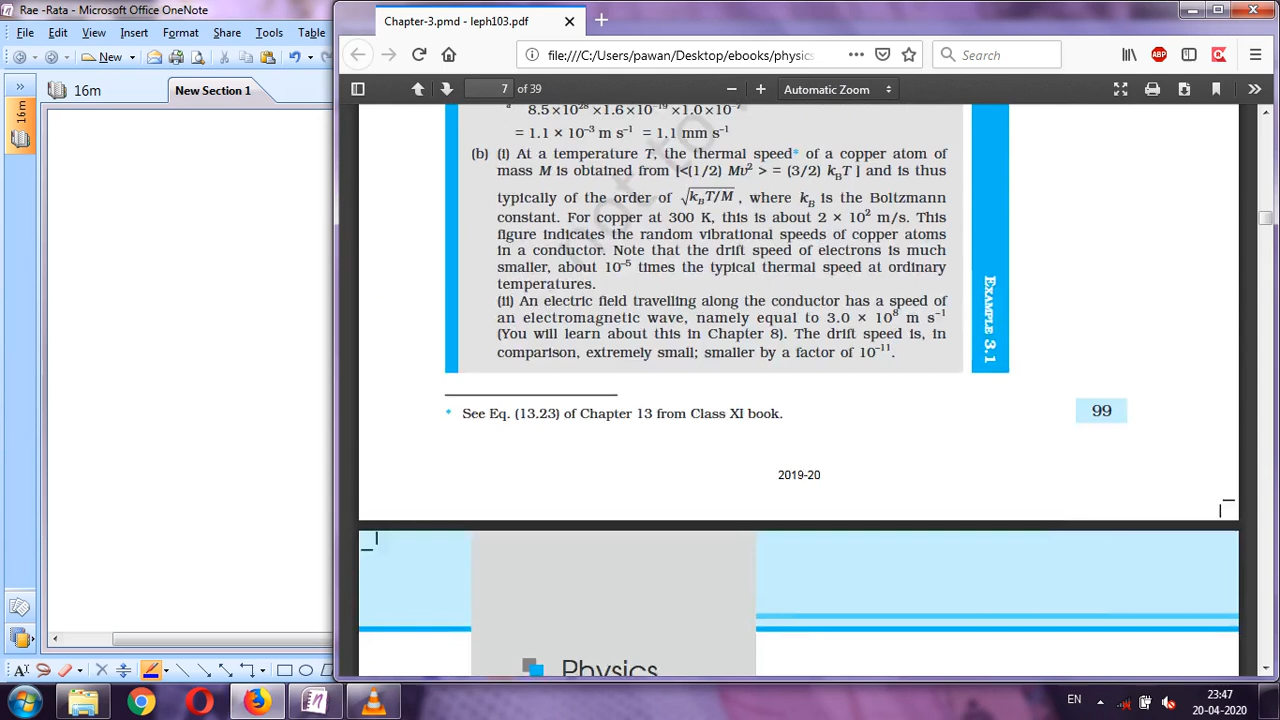 Rae -Rata - Microsoft Office OneNote
File Edit View Insert Format Share Tools Table
New
16m New Section 1
16m
Chapter-3.pmd - leph103.pdf
file:///C:/Users/pawan/Desktop/ebooks/physic
Search
ABP
7 of 39
Automatic Zoom
d 8.5×10²⁸ ×1.6×10⁻¹⁹ ×1.0×10⁻⁷
= 1.1 × 10⁻³ m s⁻¹ = 1.1 mm s⁻¹
(b) (i) At a temperature T, the thermal speed* of a copper atom of
mass M is obtained from [<(1/2) Mv² > = (3/2) k_B T ] and is thus
typically of the order of √k_B T/M , where k_B is the Boltzmann
constant. For copper at 300 K, this is about 2 × 10² m/s. This
figure indicates the random vibrational speeds of copper atoms
in a conductor. Note that the drift speed of electrons is much
smaller, about 10⁻⁵ times the typical thermal speed at ordinary
temperatures.
(ii) An electric field travelling along the conductor has a speed of
an electromagnetic wave, namely equal to 3.0 × 10⁸ m s⁻¹
(You will learn about this in Chapter 8). The drift speed is, in
comparison, extremely small; smaller by a factor of 10⁻¹¹.
EXAMPLE 3.1
not to
* See Eq. (13.23) of Chapter 13 from Class XI book.
99
2019-20
Physics
EN
23:47
20-04-2020